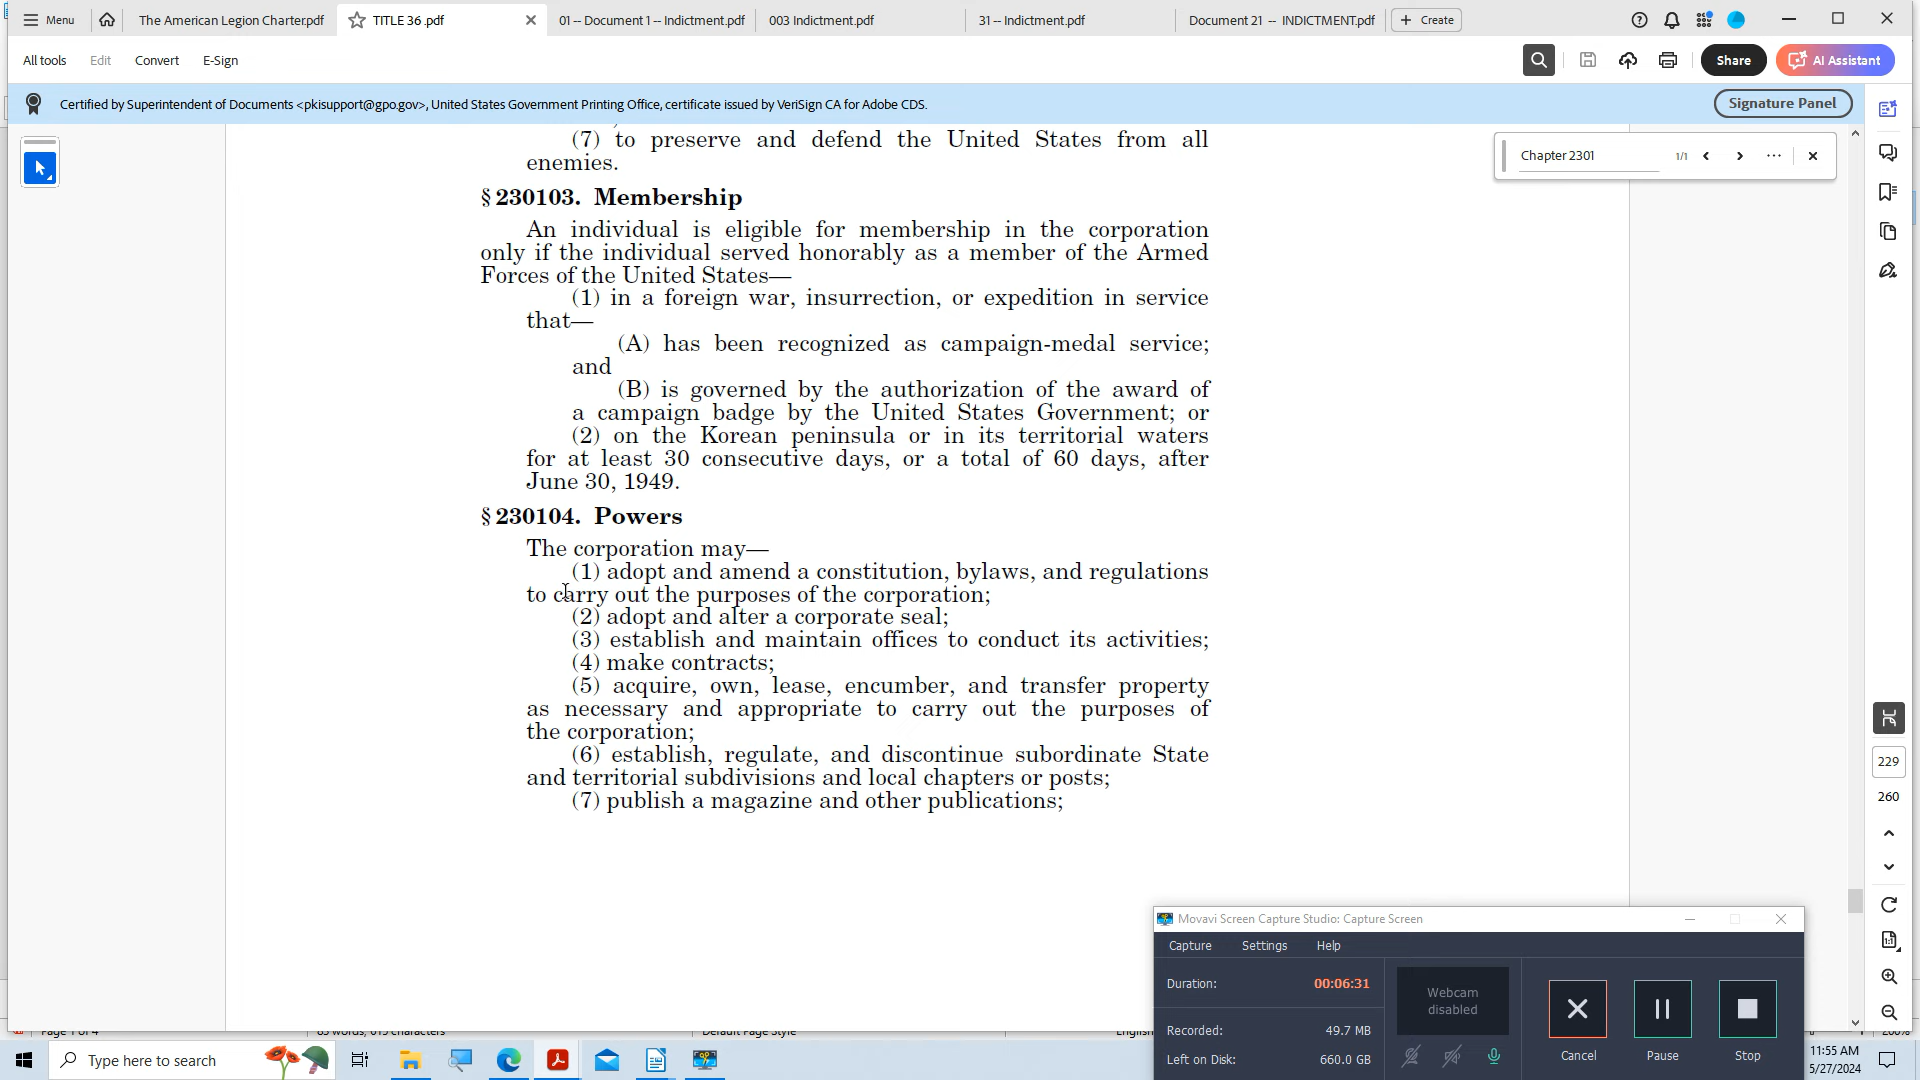 Menu
The American Legion Charter.pdf
TITLE 36 .pdf
01 -- Document 1 -- Indictment.pdf
003 Indictment.pdf
31 -- Indictment.pdf
Document 21 -- INDICTMENT.pdf
+ Create
All tools
Edit
Convert
E-Sign
Share
AI Assistant
Certified by Superintendent of Documents <pkisupport@gpo.gov>, United States Government Printing Office, certificate issued by VeriSign CA for Adobe CDS.
Signature Panel
Chapter 2301
1/1
(7) to preserve and defend the United States from all
enemies.
§ 230103. Membership
An individual is eligible for membership in the corporation
only if the individual served honorably as a member of the Armed
Forces of the United States—
(1) in a foreign war, insurrection, or expedition in service
that—
(A) has been recognized as campaign-medal service;
and
(B) is governed by the authorization of the award of
a campaign badge by the United States Government; or
(2) on the Korean peninsula or in its territorial waters
for at least 30 consecutive days, or a total of 60 days, after
June 30, 1949.
§ 230104. Powers
The corporation may—
(1) adopt and amend a constitution, bylaws, and regulations
to carry out the purposes of the corporation;
(2) adopt and alter a corporate seal;
(3) establish and maintain offices to conduct its activities;
(4) make contracts;
(5) acquire, own, lease, encumber, and transfer property
as necessary and appropriate to carry out the purposes of
the corporation;
(6) establish, regulate, and discontinue subordinate State
and territorial subdivisions and local chapters or posts;
(7) publish a magazine and other publications;
229
260
Movavi Screen Capture Studio: Capture Screen
Capture
Settings
Help
Duration:
00:06:31
Webcam
disabled
Recorded:
49.7 MB
Left on Disk:
660.0 GB
Cancel
Pause
Stop
Default Page Style
Type here to search
11:55 AM
5/27/2024